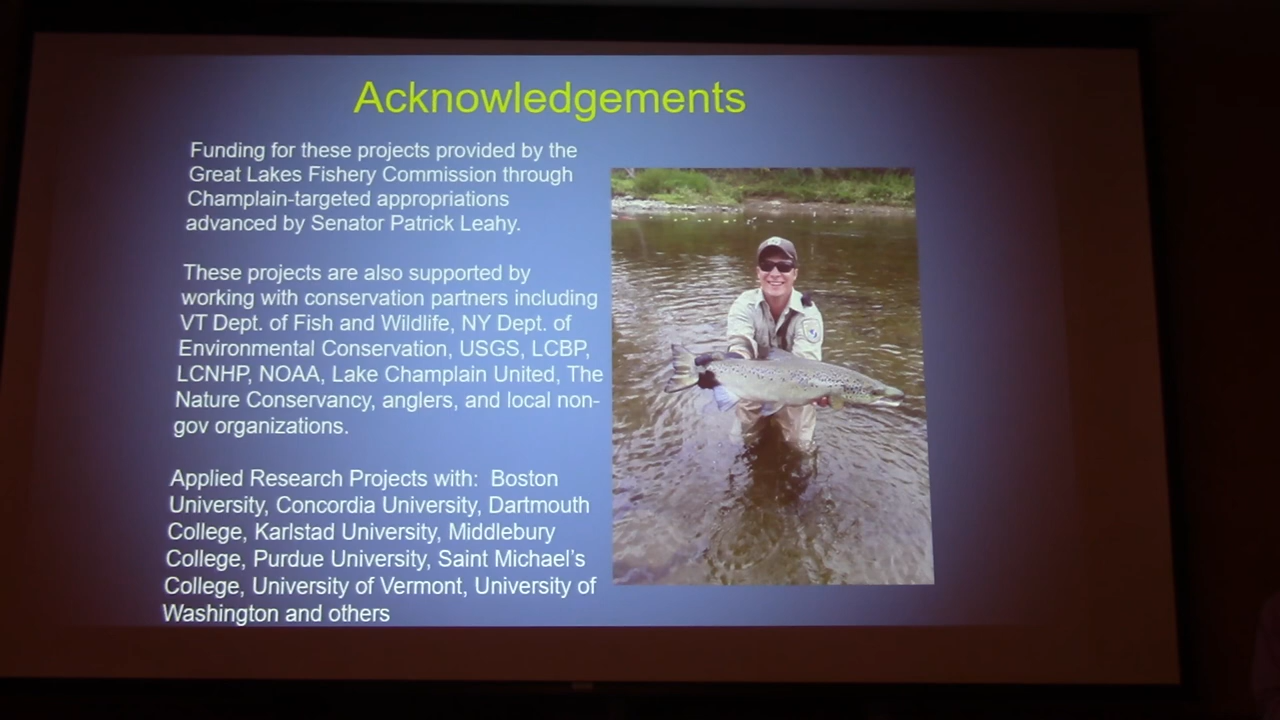 Acknowledgements
Funding for these projects provided by the
Great Lakes Fishery Commission through
Champlain-targeted appropriations
advanced by Senator Patrick Leahy.
These projects are also supported by
working with conservation partners including
VT Dept. of Fish and Wildlife, NY Dept. of
Environmental Conservation, USGS, LCBP,
LCNHP, NOAA, Lake Champlain United, The
Nature Conservancy, anglers, and local non-
gov organizations.
Applied Research Projects with:  Boston
University, Concordia University, Dartmouth
College, Karlstad University, Middlebury
College, Purdue University, Saint Michael's
College, University of Vermont, University of
Washington and others